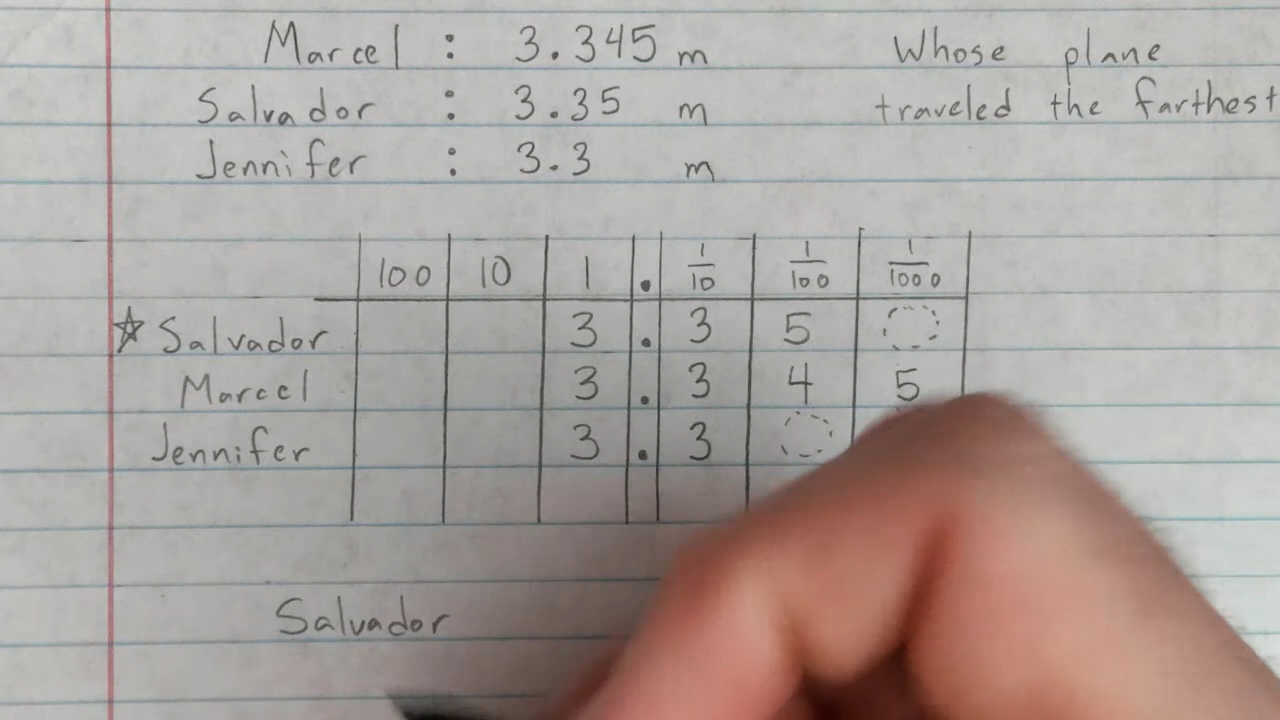 Marcel : 3.345 m Whose plane
Salvador : 3.35 m traveled the farthest
Jennifer : 3.3 m
100 10 1 . 1/10 1/100 1/1000
☆ Salvador 3 . 3 5
Marcel 3 . 3 4 5
Jennifer 3 . 3
Salvador